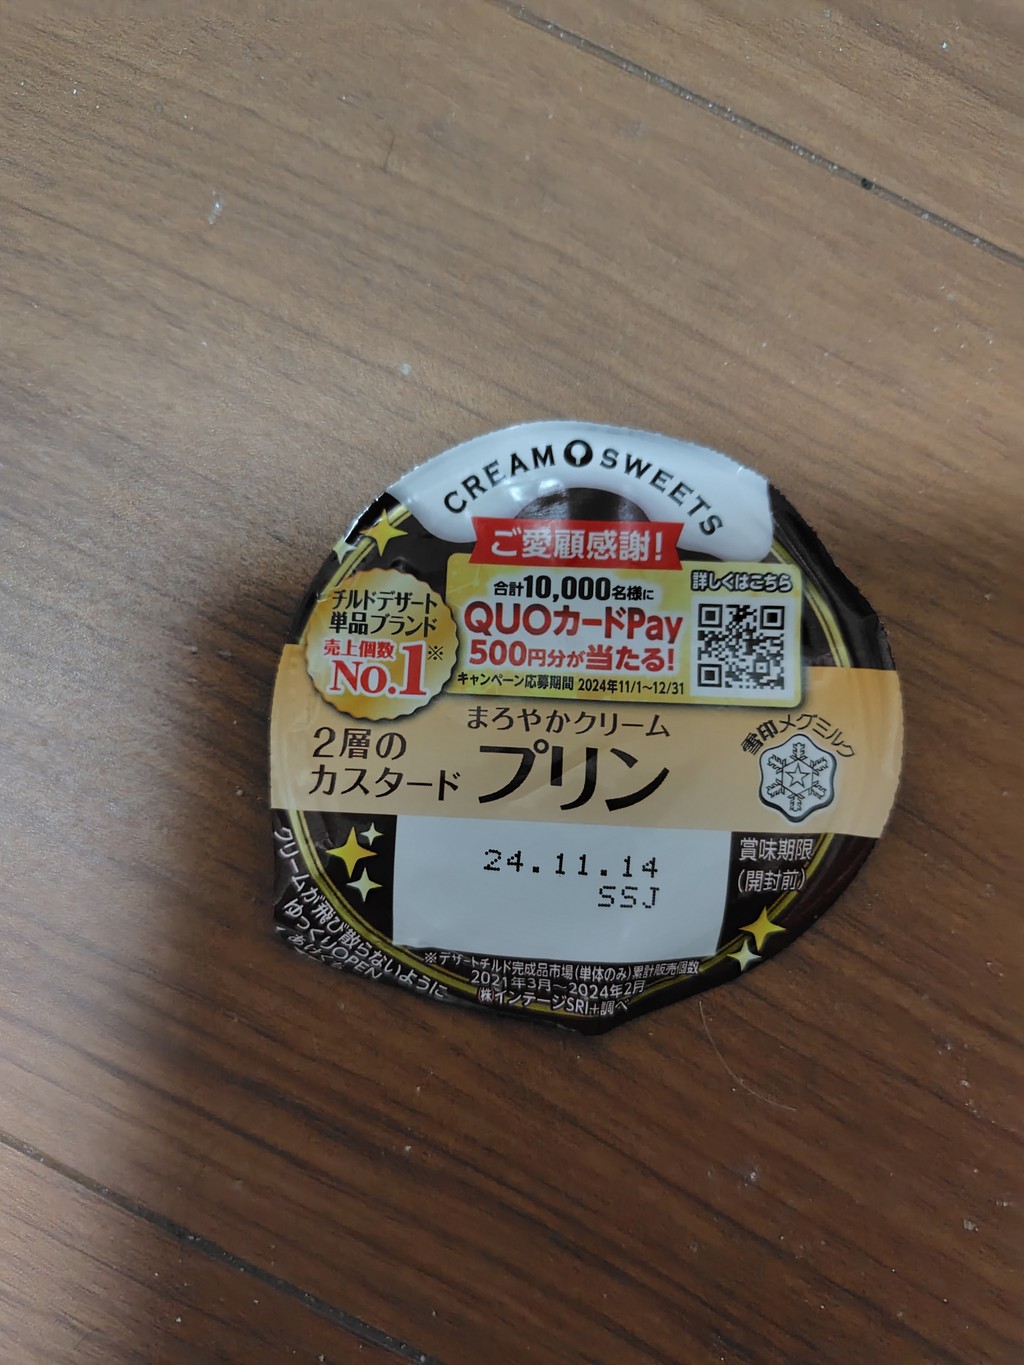 CREAM SWEETS
ご愛顧感謝!
チルドデザート
単品ブランド
売上個数
No.1※
合計10,000名様に
QUOカードPay
500円分が当たる!
キャンペーン応募期間 2024年11/1~12/31
詳しくはこちら
まろやかクリーム
2層の
カスタード
プリン
雪印メグミルク
24.11.14
SSJ
賞味期限
(開封前)
クリームが飛び散らないように
ゆっくりOPEN
※デザートチルド完成品市場(単体のみ)累計販売個数
2021年3月~2024年2月
㈱インテージSRI+調べ